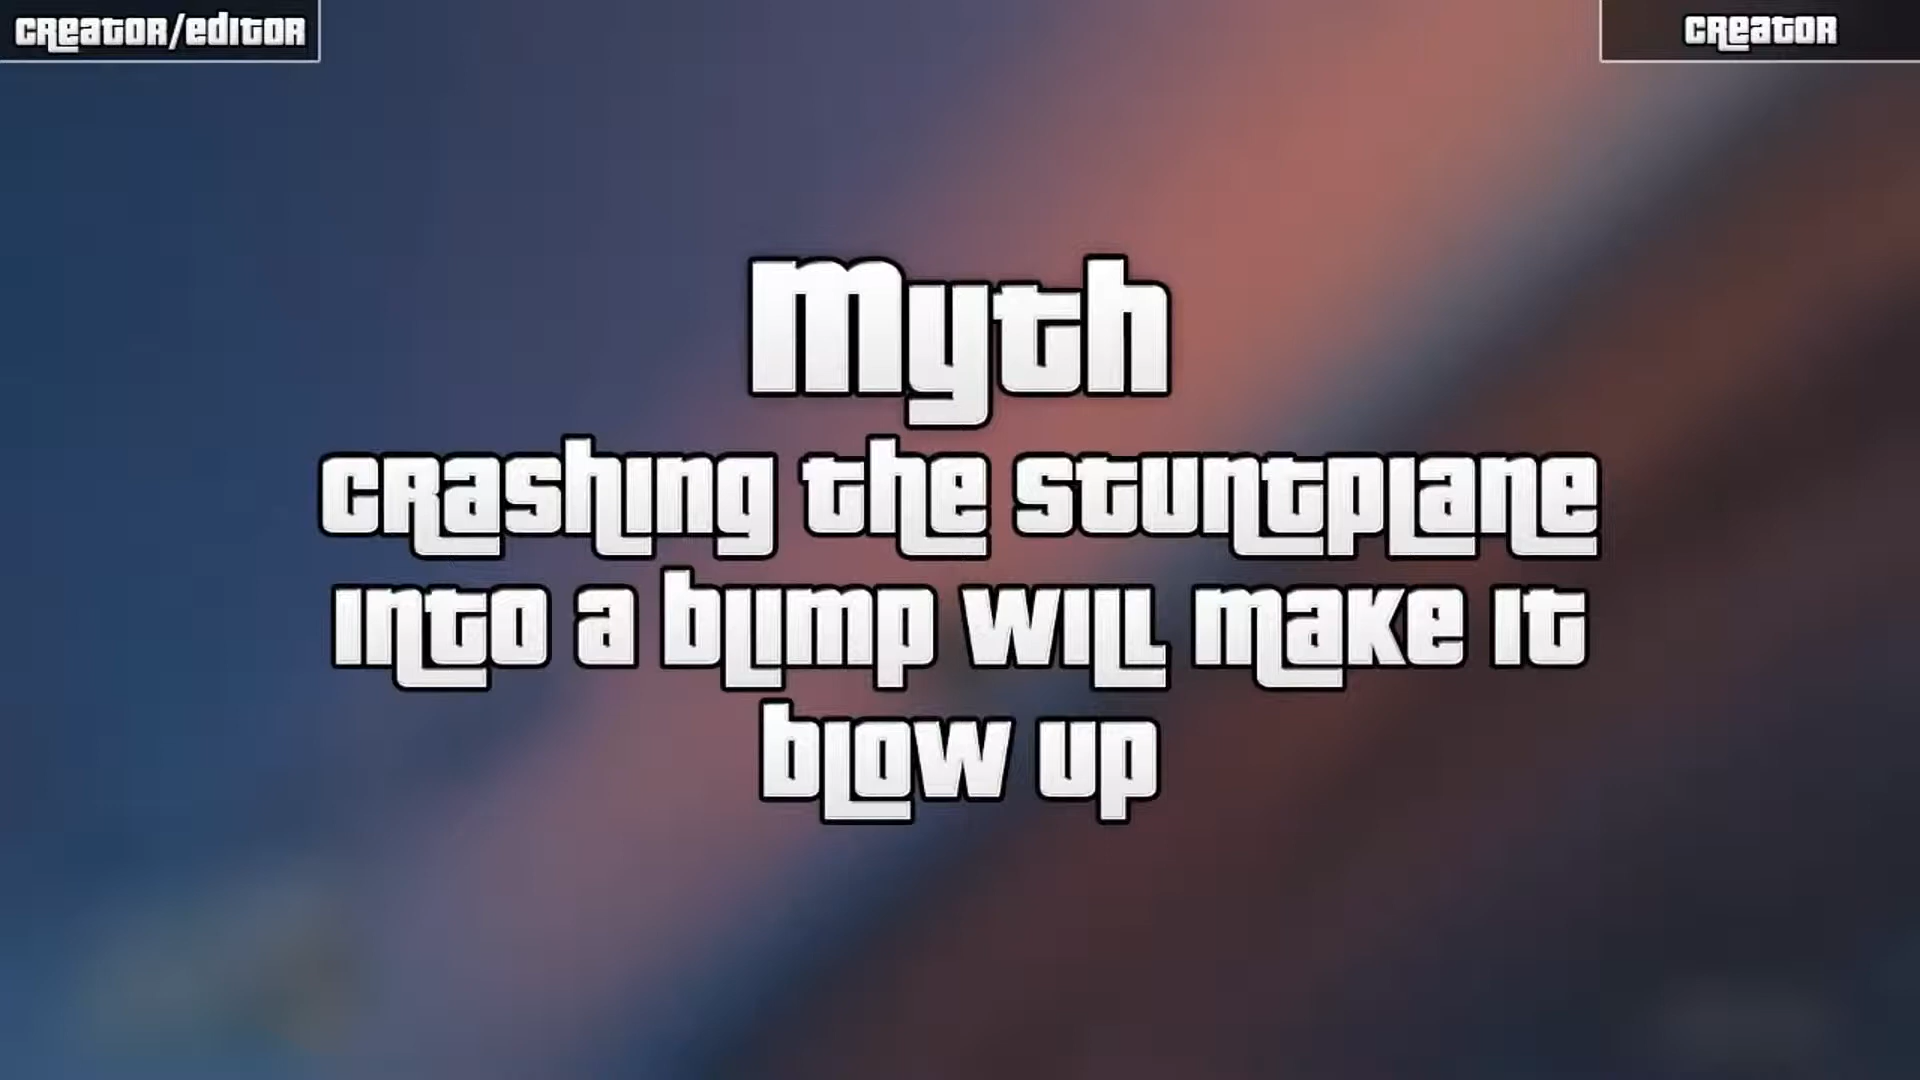 Creator/Editor
Creator
Myth
Crashing the stuntplane
into a blimp will make it
blow up